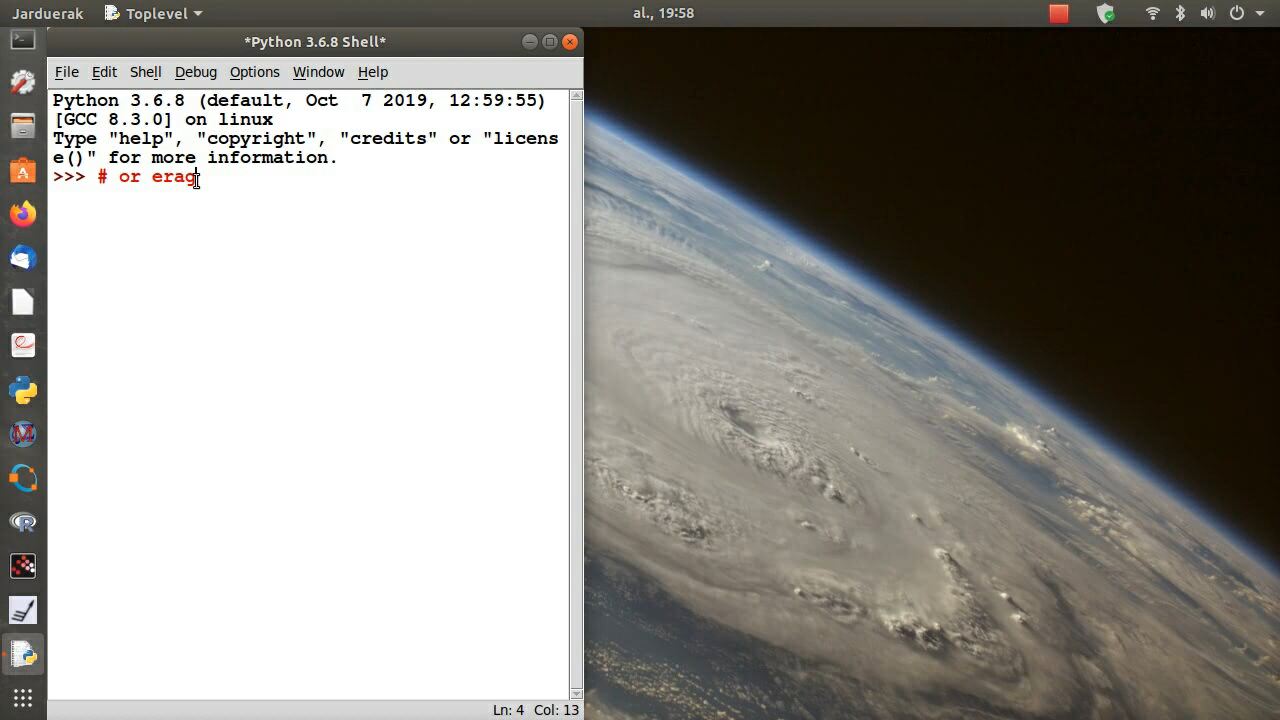 Jarduerak Toplevel al., 19:58
*Python 3.6.8 Shell*
File Edit Shell Debug Options Window Help
Python 3.6.8 (default, Oct  7 2019, 12:59:55)
[GCC 8.3.0] on linux
Type "help", "copyright", "credits" or "licens
e()" for more information.
>>> # or erag
Ln: 4 Col: 13